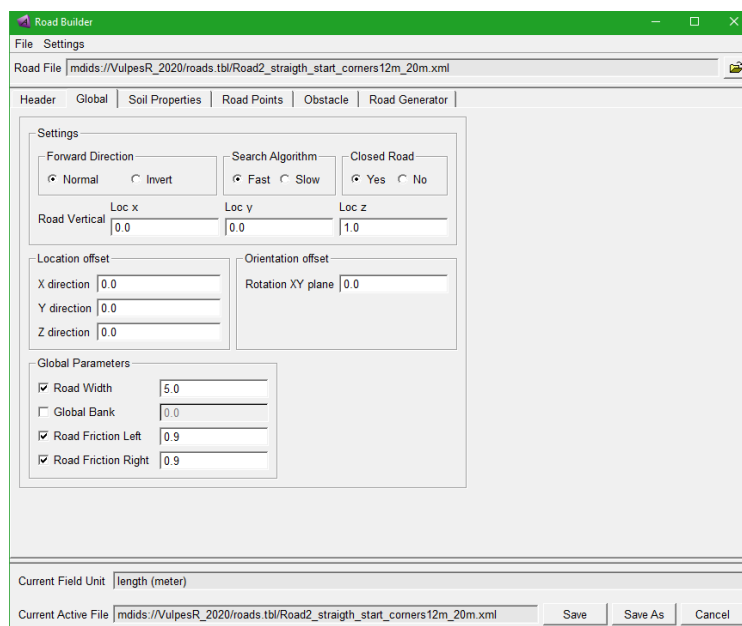 Road Builder
File Settings
Road File mdids://VulpesR_2020/roads.tbl/Road2_straigth_start_corners12m_20m.xml
Header Global Soil Properties Road Points Obstacle Road Generator
Settings
Forward Direction Search Algorithm Closed Road
Normal Invert Fast Slow Yes No
Loc x Loc y Loc z
Road Vertical 0.0 0.0 1.0
Location offset Orientation offset
X direction 0.0 Rotation XY plane 0.0
Y direction 0.0
Z direction 0.0
Global Parameters
Road Width 5.0
Global Bank 0.0
Road Friction Left 0.9
Road Friction Right 0.9
Current Field Unit length (meter)
Current Active File mdids://VulpesR_2020/roads.tbl/Road2_straigth_start_corners12m_20m.xml Save Save As Cancel